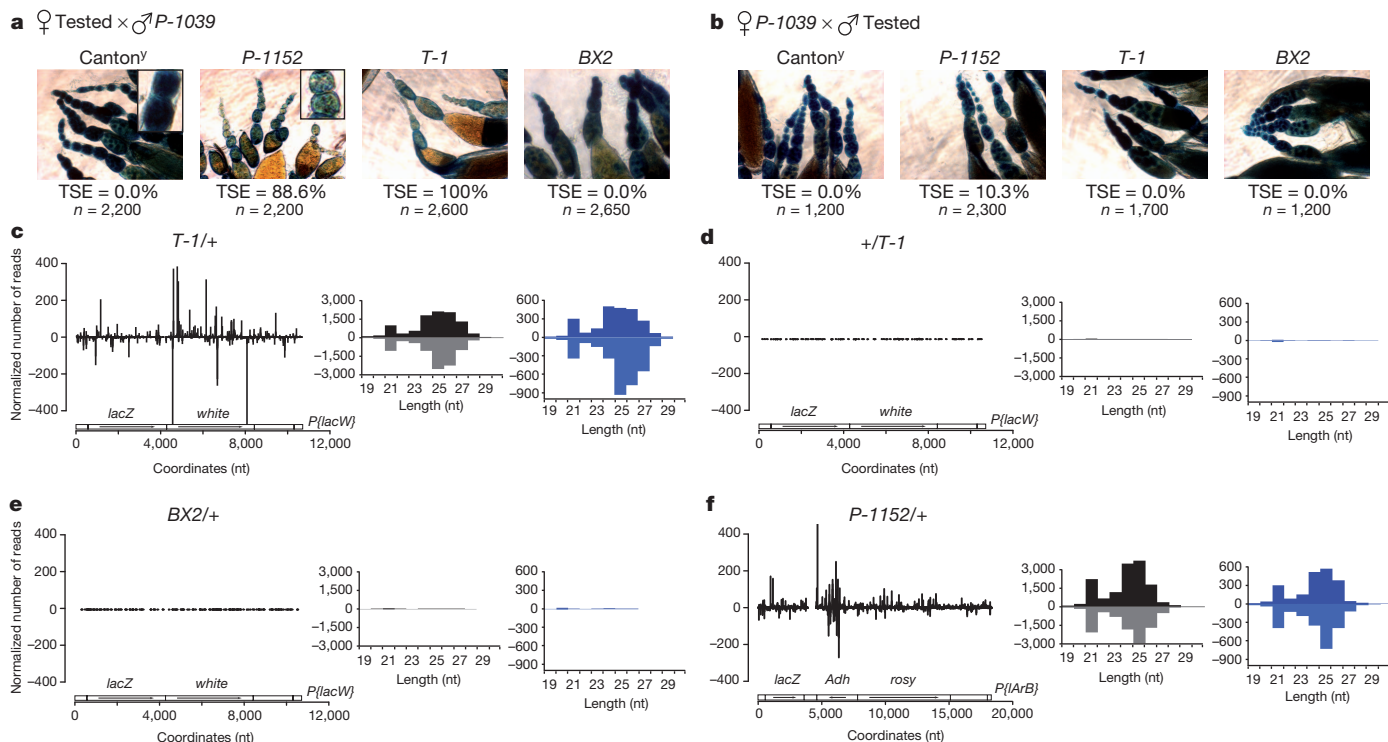 a ♀ Tested × ♂ P-1039
Cantonʸ P-1152 T-1 BX2
TSE = 0.0% TSE = 88.6% TSE = 100% TSE = 0.0%
n = 2,200 n = 2,200 n = 2,600 n = 2,650
b ♀ P-1039 × ♂ Tested
Cantonʸ P-1152 T-1 BX2
TSE = 0.0% TSE = 10.3% TSE = 0.0% TSE = 0.0%
n = 1,200 n = 2,300 n = 1,700 n = 1,200
c T-1/+
Normalized number of reads
400
200
0
−200
−400
lacZ white P{lacW}
0 4,000 8,000 12,000
Coordinates (nt)
3,000
1,500
0
−1,500
−3,000
19 21 23 25 27 29
Length (nt)
600
300
0
−300
−600
−900
19 21 23 25 27 29
Length (nt)
d +/T-1
400
200
0
−200
−400
lacZ white P{lacW}
0 4,000 8,000 12,000
Coordinates (nt)
3,000
1,500
0
−1,500
−3,000
19 21 23 25 27 29
Length (nt)
600
300
0
−300
−600
−900
19 21 23 25 27 29
Length (nt)
e BX2/+
Normalized number of reads
400
200
0
−200
−400
lacZ white P{lacW}
0 4,000 8,000 12,000
Coordinates (nt)
3,000
1,500
0
−1,500
−3,000
19 21 23 25 27 29
Length (nt)
600
300
0
−300
−600
−900
19 21 23 25 27 29
Length (nt)
f P-1152/+
400
200
0
−200
−400
lacZ Adh rosy P{lArB}
0 5,000 10,000 15,000 20,000
Coordinates (nt)
3,000
1,500
0
−1,500
−3,000
19 21 23 25 27 29
Length (nt)
600
300
0
−300
−600
−900
19 21 23 25 27 29
Length (nt)